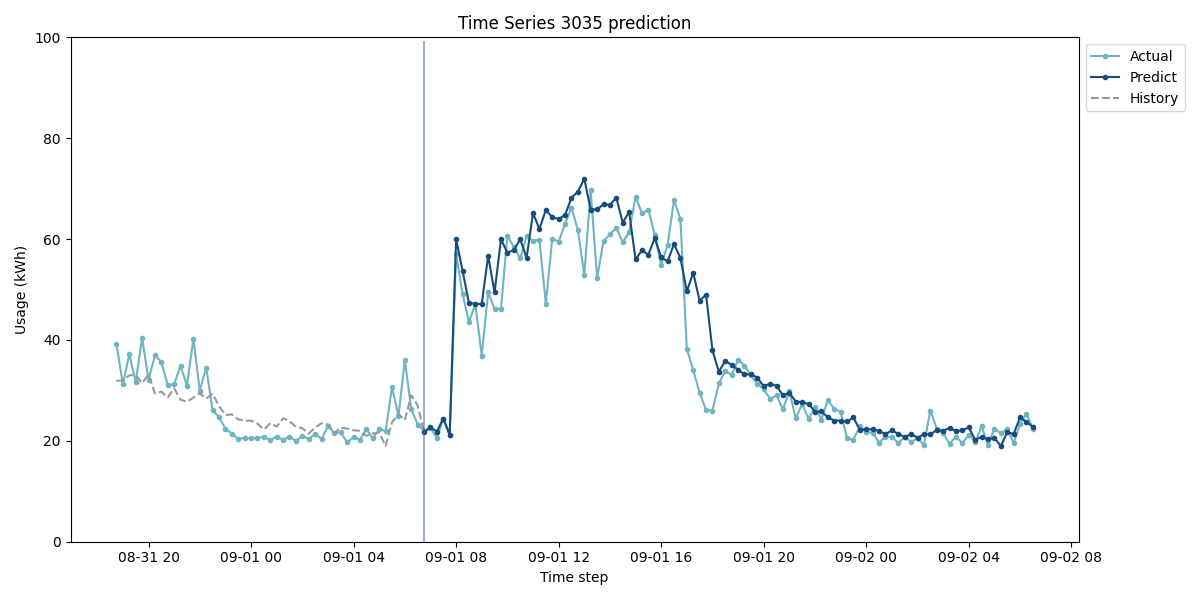 Time Series 3035 prediction
Usage (kWh)
100
80
60
40
20
0
08-31 20
09-01 00
09-01 04
09-01 08
09-01 12
09-01 16
09-01 20
09-02 00
09-02 04
09-02 08
Time step
Actual
Predict
History